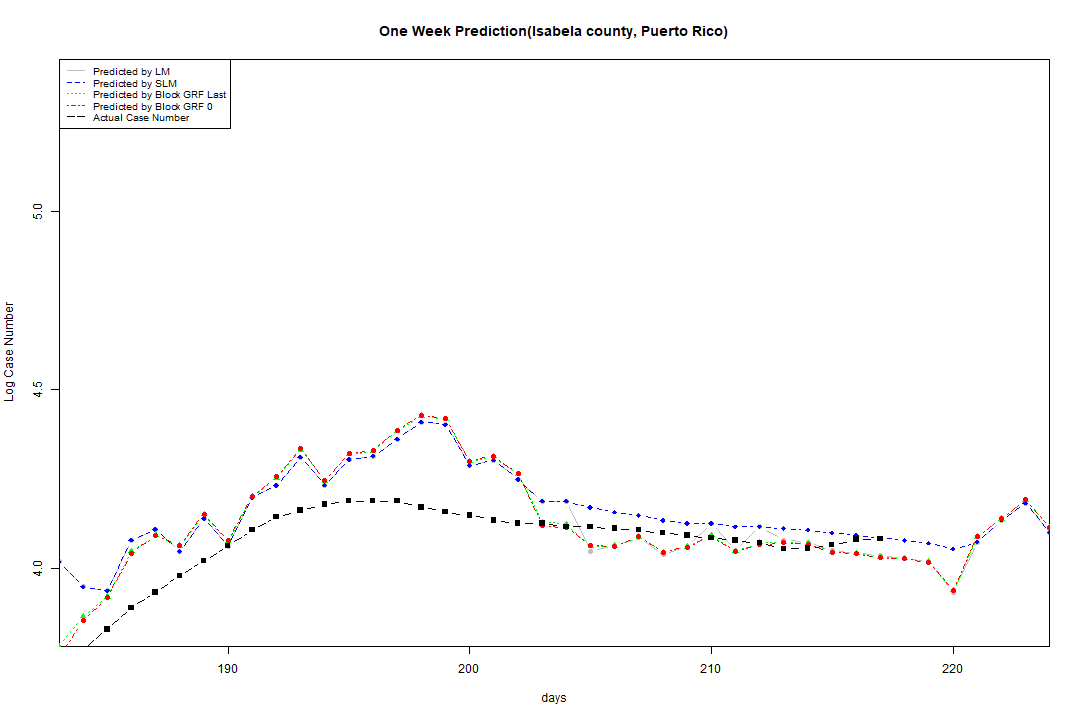 One Week Prediction(Isabela county, Puerto Rico)
Predicted by LM
Predicted by SLM
Predicted by Block GRF Last
Predicted by Block GRF 0
Actual Case Number
5.0
4.5
4.0
Log Case Number
190 200 210 220
days